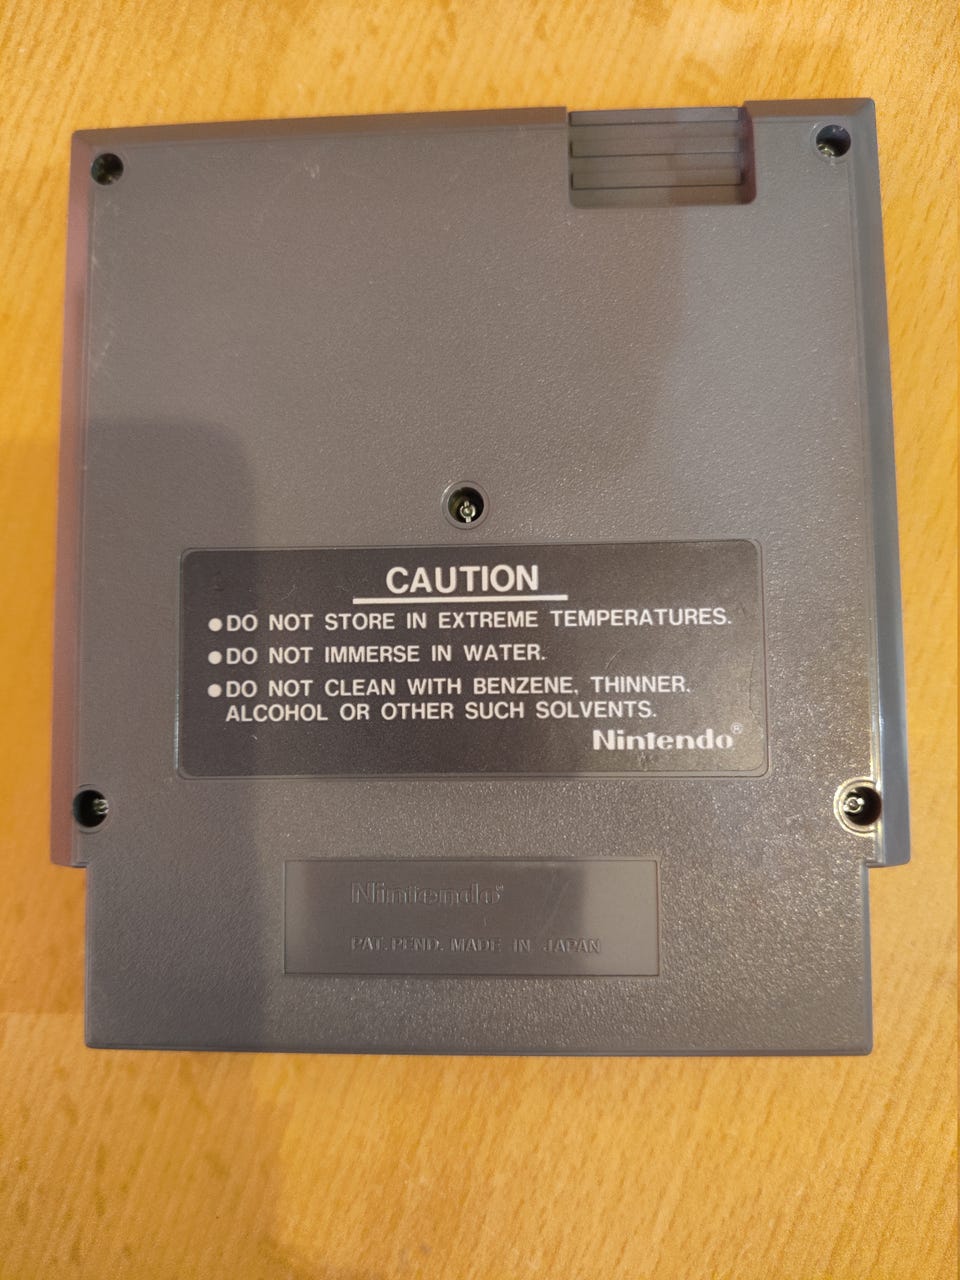 CAUTION
●DO NOT STORE IN EXTREME TEMPERATURES.
●DO NOT IMMERSE IN WATER.
●DO NOT CLEAN WITH BENZENE, THINNER,
ALCOHOL OR OTHER SUCH SOLVENTS.
Nintendo®
Nintendo®
PAT. PEND. MADE IN JAPAN